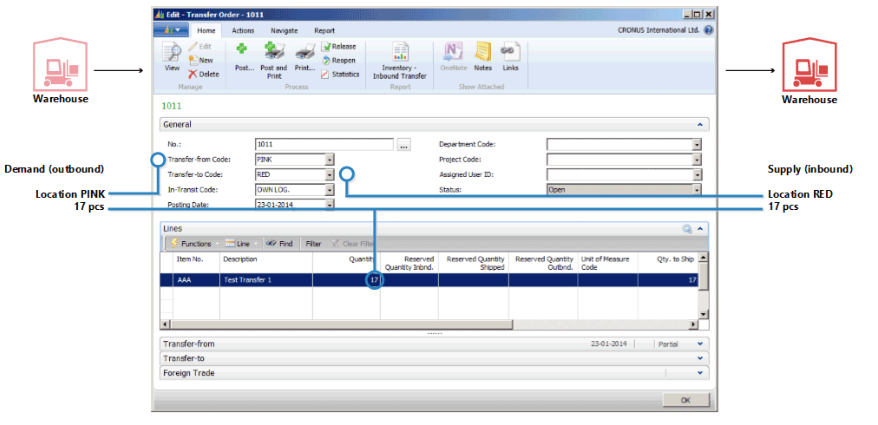 Edit - Transfer Order - 1011
Home Actions Navigate Report CRONUS International Ltd.
View
Edit
New
Delete
Manage
Post...
Post and Print
Print...
Release
Reopen
Statistics
Process
Inventory - Inbound Transfer
Report
OneNote Notes Links
Show Attached
Warehouse
Warehouse
1011
General
No.: 1011 ... Department Code:
Transfer-from Code: PINK Project Code:
Transfer-to Code: RED Assigned User ID:
In-Transit Code: OWN LOG. Status: Open
Posting Date: 23-01-2014
Demand (outbound)
Location PINK
17 pcs
Supply (inbound)
Location RED
17 pcs
Lines
Functions Line Find Filter Clear Filter
Item No. Description Quantity Reserved Quantity Inbnd. Reserved Quantity Shipped Reserved Quantity Outbnd. Unit of Measure Code Qty. to Ship
AAA Test Transfer 1 17 17
Transfer-from 23-01-2014 Partial
Transfer-to
Foreign Trade
OK